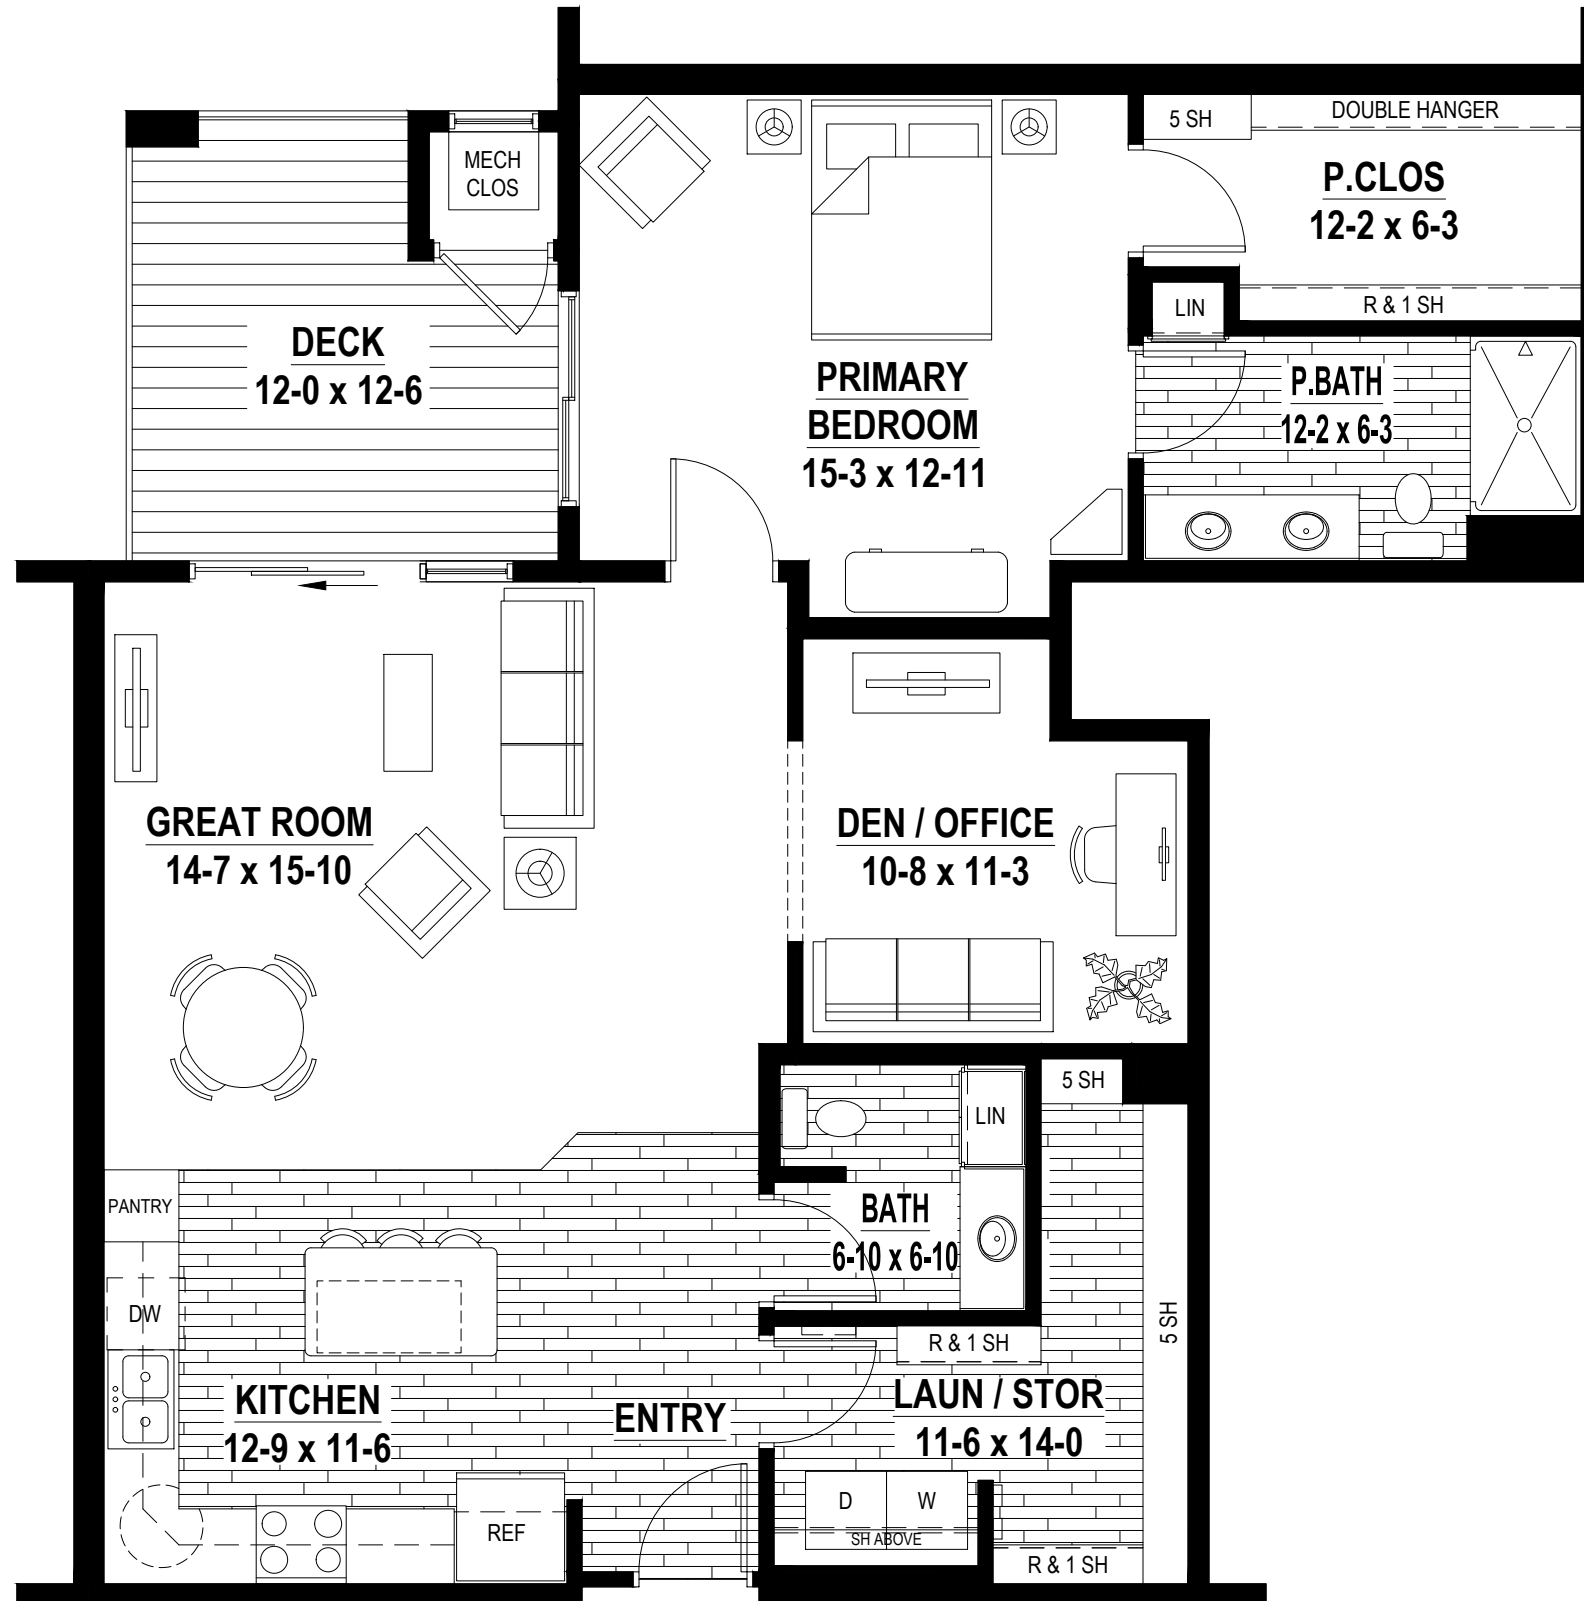 5 SH
DOUBLE HANGER
MECH
CLOS
P.CLOS
12-2 x 6-3
LIN
R & 1 SH
DECK
12-0 x 12-6
PRIMARY
BEDROOM
15-3 x 12-11
P.BATH
12-2 x 6-3
GREAT ROOM
14-7 x 15-10
DEN / OFFICE
10-8 x 11-3
5 SH
LIN
PANTRY
BATH
6-10 x 6-10
DW
5 SH
R & 1 SH
KITCHEN
12-9 x 11-6
ENTRY
LAUN / STOR
11-6 x 14-0
D
W
REF
SH ABOVE
R & 1 SH